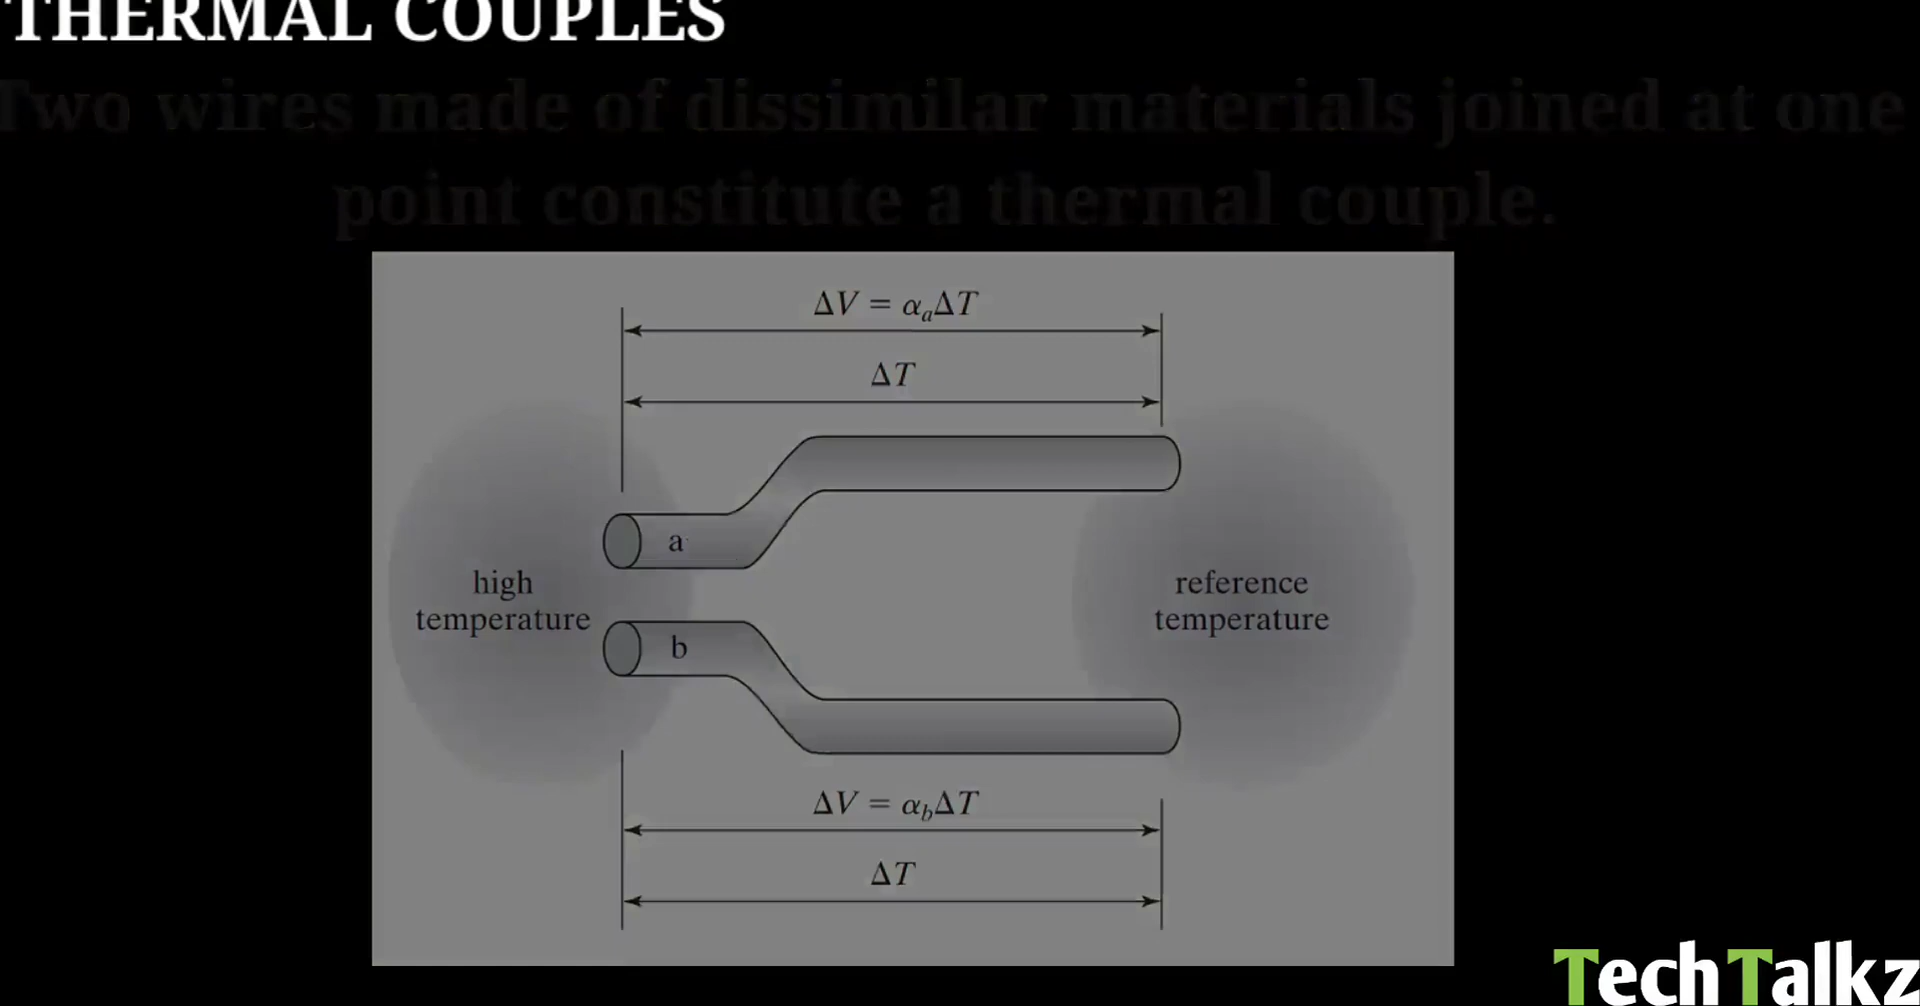 THERMAL COUPLES
Two wires made of dissimilar materials joined at one
point constitute a thermal couple.
ΔV = αₐΔT
ΔT
a
high
temperature
reference
temperature
b
ΔV = α_bΔT
ΔT
TechTalkz